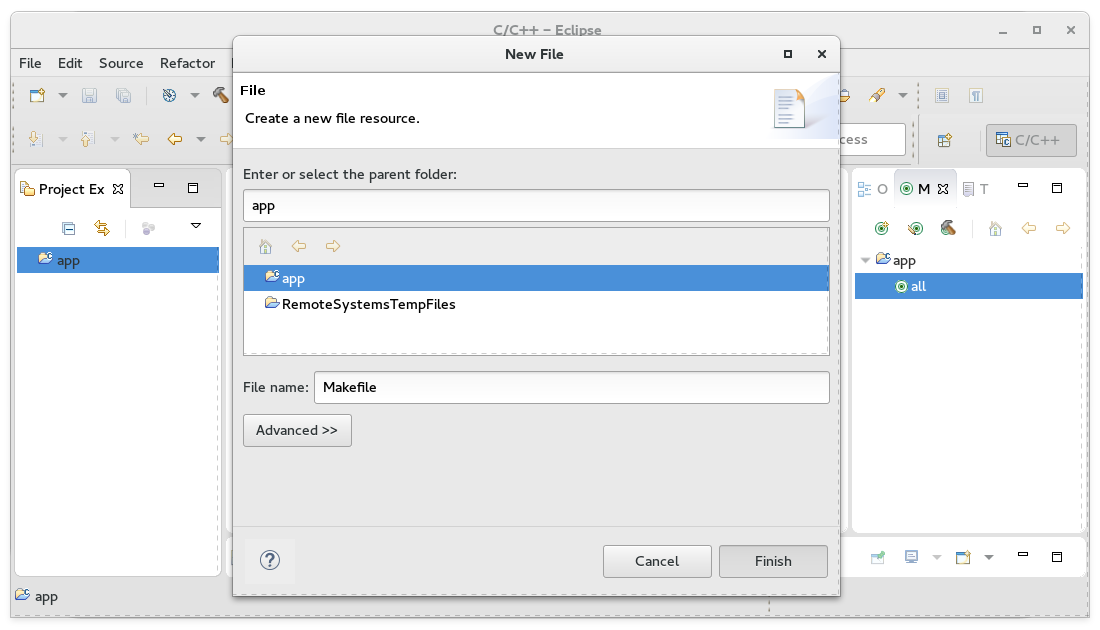 C/C++ - Eclipse
New File
File Edit Source Refactor
File
Create a new file resource.
cess
C/C++
Project Ex
Enter or select the parent folder:
app
O M T
app
app
RemoteSystemsTempFiles
app
all
File name: Makefile
Advanced >>
Cancel Finish
app